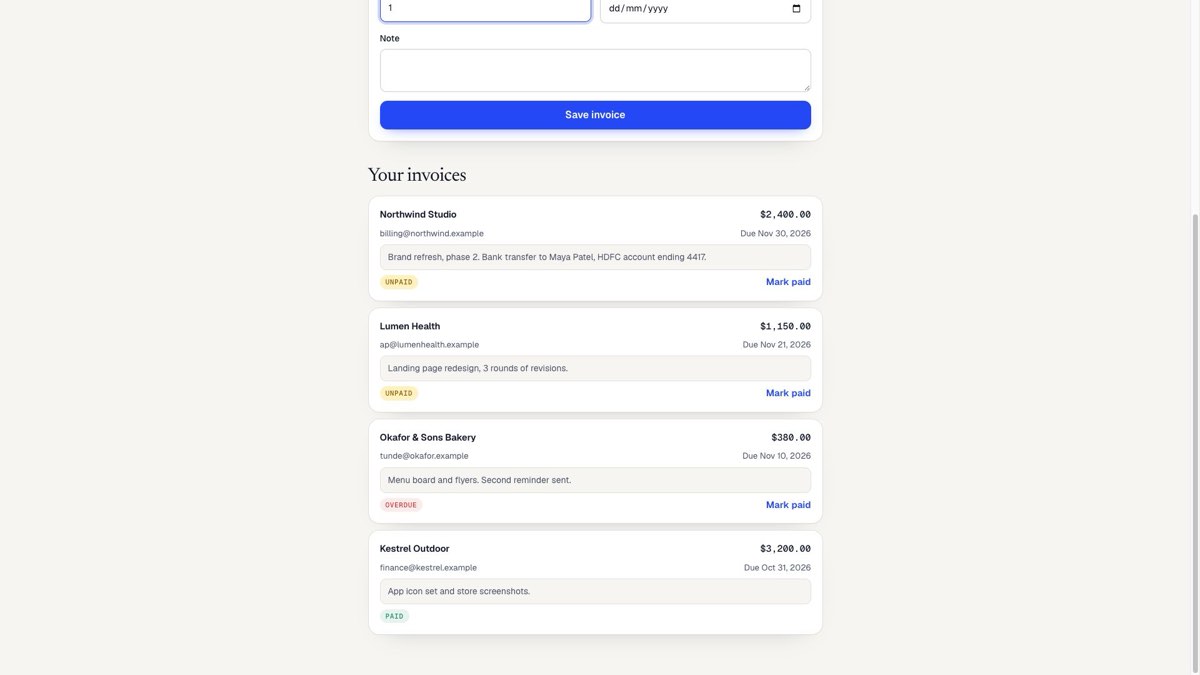 1
dd/mm/yyyy
Note
Save invoice
Your invoices
Northwind Studio
$2,400.00
billing@northwind.example
Due Nov 30, 2026
Brand refresh, phase 2. Bank transfer to Maya Patel, HDFC account ending 4417.
UNPAID
Mark paid
Lumen Health
$1,150.00
ap@lumenhealth.example
Due Nov 21, 2026
Landing page redesign, 3 rounds of revisions.
UNPAID
Mark paid
Okafor & Sons Bakery
$380.00
tunde@okafor.example
Due Nov 10, 2026
Menu board and flyers. Second reminder sent.
OVERDUE
Mark paid
Kestrel Outdoor
$3,200.00
finance@kestrel.example
Due Oct 31, 2026
App icon set and store screenshots.
PAID